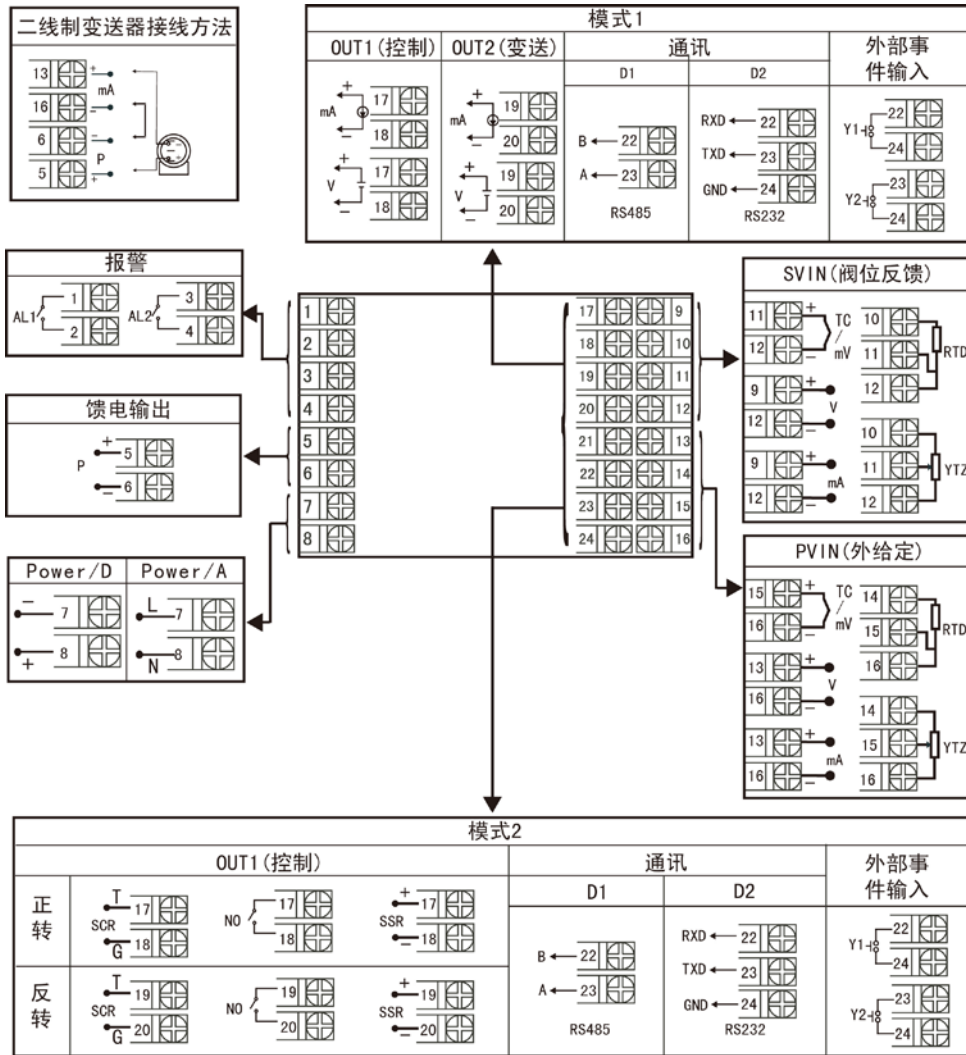 二线制变送器接线方法
13 + mA
16 -
6 - P
5 +
模式1
OUT1(控制) OUT2(变送) 通讯 外部事件输入
D1 D2
mA + 17
- 18
V + 17
- 18
mA + 19
- 20
V + 19
- 20
B 22
A 23
RS485
RXD 22
TXD 23
GND 24
RS232
Y1 22
24
Y2 23
24
报警
AL1 1
2
AL2 3
4
馈电输出
P + 5
- 6
Power/D Power/A
- 7
+ 8
L 7
N 8
1
2
3
4
5
6
7
8
17 9
18 10
19 11
20 12
21 13
22 14
23 15
24 16
SVIN(阀位反馈)
11 + TC/mV
12 -
9 + V
12 -
9 + mA
12 -
10
11 RTD
12
10
11 YTZ
12
PVIN(外给定)
15 + TC/mV
16 -
13 + V
16 -
13 + mA
16 -
14
15 RTD
16
14
15 YTZ
16
模式2
OUT1(控制) 通讯 外部事件输入
D1 D2
正转
SCR T 17
G 18
NO 17
18
SSR + 17
- 18
反转
SCR T 19
G 20
NO 19
20
SSR + 19
- 20
B 22
A 23
RS485
RXD 22
TXD 23
GND 24
RS232
Y1 22
24
Y2 23
24